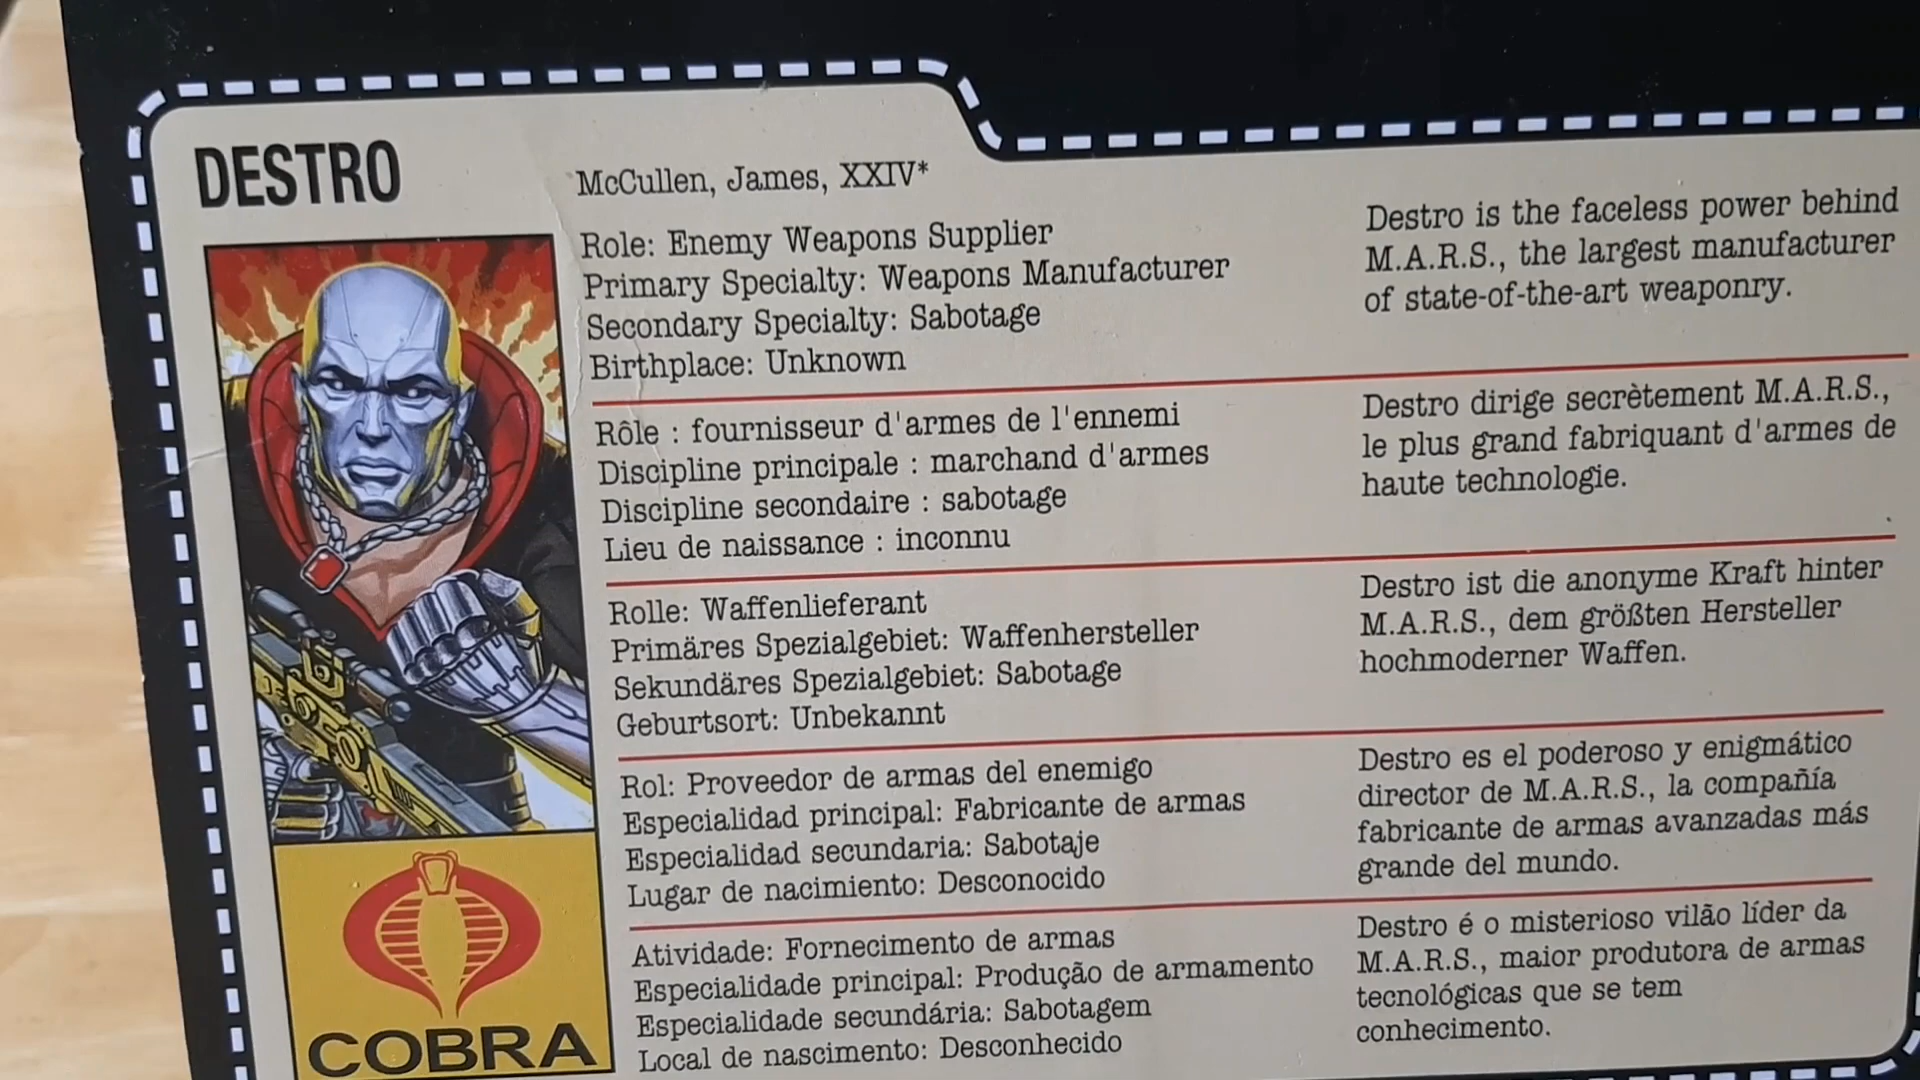 DESTRO
McCullen, James, XXIV*
Role: Enemy Weapons Supplier
Primary Specialty: Weapons Manufacturer
Secondary Specialty: Sabotage
Birthplace: Unknown
Destro is the faceless power behind
M.A.R.S., the largest manufacturer
of state-of-the-art weaponry.
Rôle : fournisseur d'armes de l'ennemi
Discipline principale : marchand d'armes
Discipline secondaire : sabotage
Lieu de naissance : inconnu
Destro dirige secrètement M.A.R.S.,
le plus grand fabriquant d'armes de
haute technologie.
Rolle: Waffenlieferant
Primäres Spezialgebiet: Waffenhersteller
Sekundäres Spezialgebiet: Sabotage
Geburtsort: Unbekannt
Destro ist die anonyme Kraft hinter
M.A.R.S., dem größten Hersteller
hochmoderner Waffen.
Rol: Proveedor de armas del enemigo
Especialidad principal: Fabricante de armas
Especialidad secundaria: Sabotaje
Lugar de nacimiento: Desconocido
Destro es el poderoso y enigmático
director de M.A.R.S., la compañía
fabricante de armas avanzadas más
grande del mundo.
Atividade: Fornecimento de armas
Especialidade principal: Produção de armamento
Especialidade secundária: Sabotagem
Local de nascimento: Desconhecido
Destro é o misterioso vilão líder da
M.A.R.S., maior produtora de armas
tecnológicas que se tem
conhecimento.
COBRA